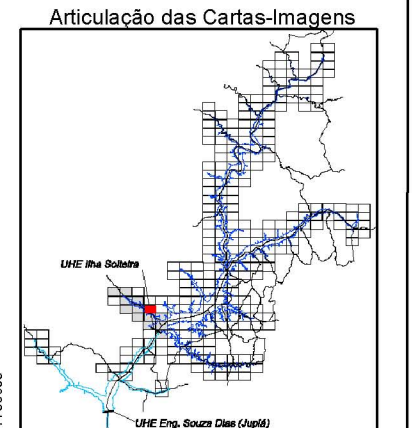 Articulação das Cartas-Imagens
UHE Ilha Solteira
UHE Eng. Souza Dias (Jupiá)